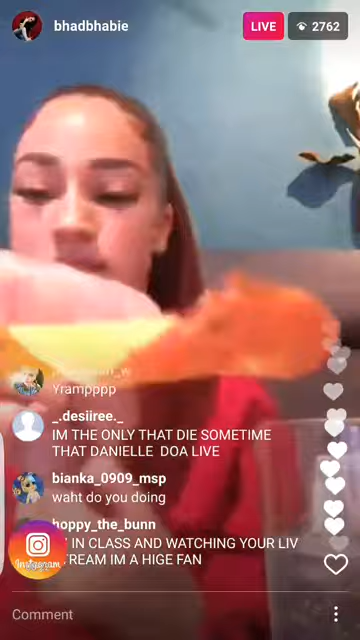 bhadbhabie
LIVE
2762
Yrampppp
_.desiiree._
IM THE ONLY THAT DIE SOMETIME
THAT DANIELLE DOA LIVE
bianka_0909_msp
waht do you doing
hoppy_the_bunn
IN CLASS AND WATCHING YOUR LIV
TREAM IM A HIGE FAN
Instagram
Comment